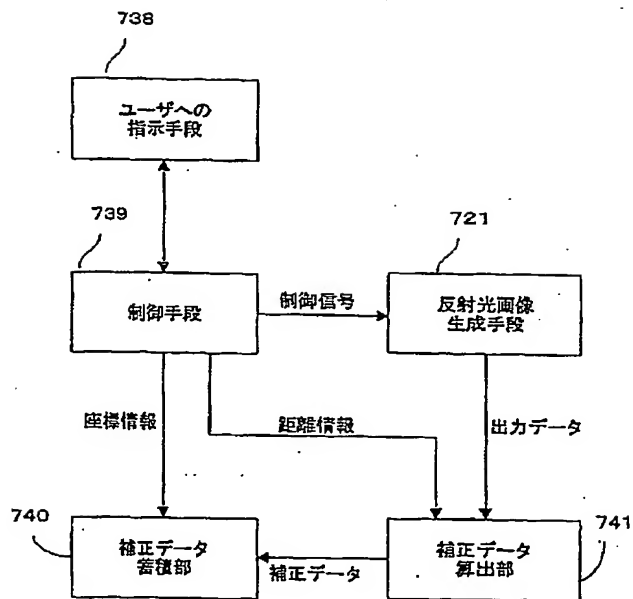 738
ユーザへの
指示手段
739
721
制御手段
制御信号
反射光画像
生成手段
座標情報
距離情報
出力データ
740
補正データ
蓄積部
補正データ
補正データ
算出部
741